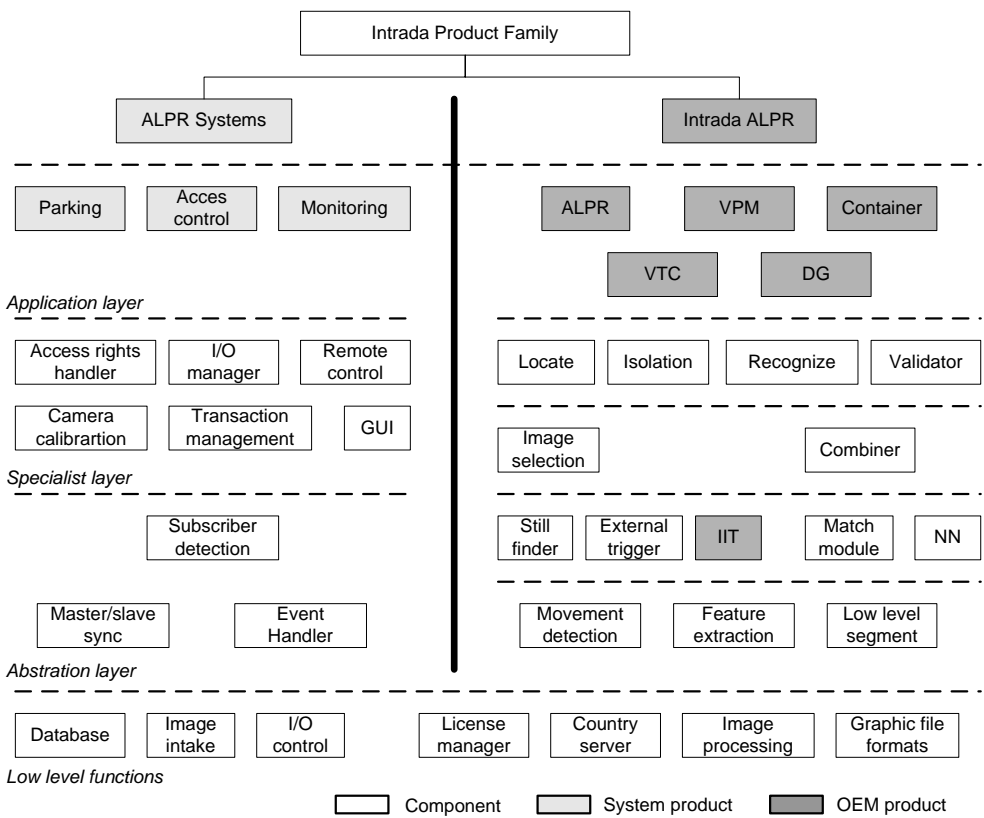 Intrada Product Family
ALPR Systems
Intrada ALPR
Parking
Acces
control
Monitoring
ALPR
VPM
Container
VTC
DG
Application layer
Access rights
handler
I/O
manager
Remote
control
Locate
Isolation
Recognize
Validator
Camera
calibrartion
Transaction
management
GUI
Image
selection
Combiner
Specialist layer
Subscriber
detection
Still
finder
External
trigger
IIT
Match
module
NN
Master/slave
sync
Event
Handler
Movement
detection
Feature
extraction
Low level
segment
Abstration layer
Database
Image
intake
I/O
control
License
manager
Country
server
Image
processing
Graphic file
formats
Low level functions
Component
System product
OEM product